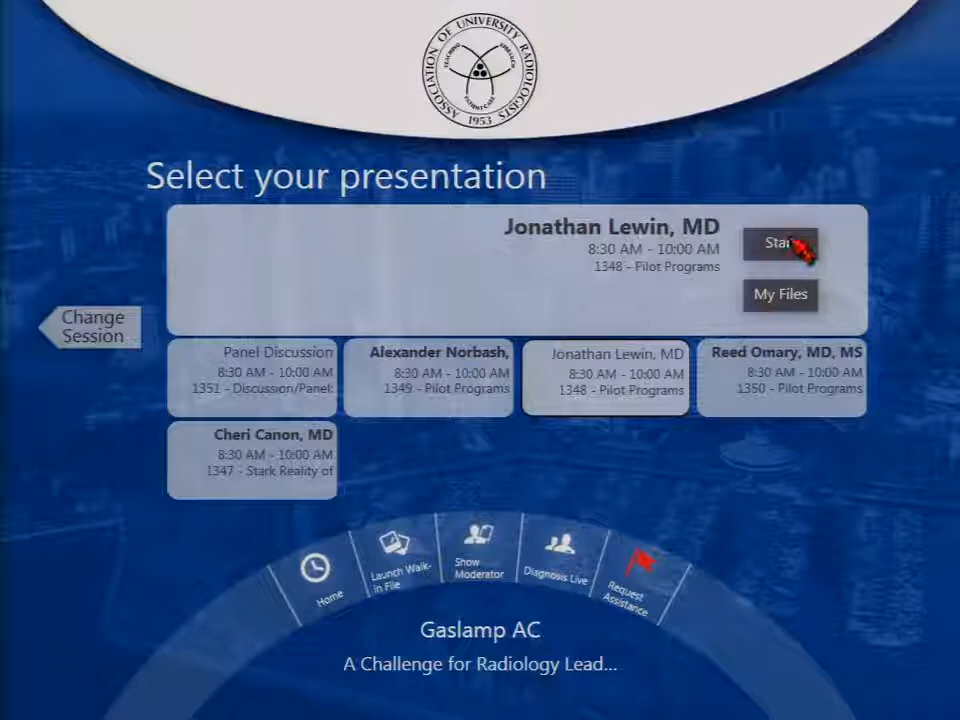 ASSOCIATION OF UNIVERSITY RADIOLOGISTS
TEACHING
RESEARCH
PATIENT CARE
1953
Select your presentation
Jonathan Lewin, MD
8:30 AM - 10:00 AM
1348 - Pilot Programs
Star
My Files
Change
Session
Panel Discussion
8:30 AM - 10:00 AM
1351 - Discussion/Panel:
Alexander Norbash,
8:30 AM - 10:00 AM
1349 - Pilot Programs
Jonathan Lewin, MD
8:30 AM - 10:00 AM
1348 - Pilot Programs
Reed Omary, MD, MS
8:30 AM - 10:00 AM
1350 - Pilot Programs
Cheri Canon, MD
8:30 AM - 10:00 AM
1347 - Stark Reality of
Home
Launch Walk-
in File
Show
Moderator
Diagnosis Live
Request
Assistance
Gaslamp AC
A Challenge for Radiology Lead...